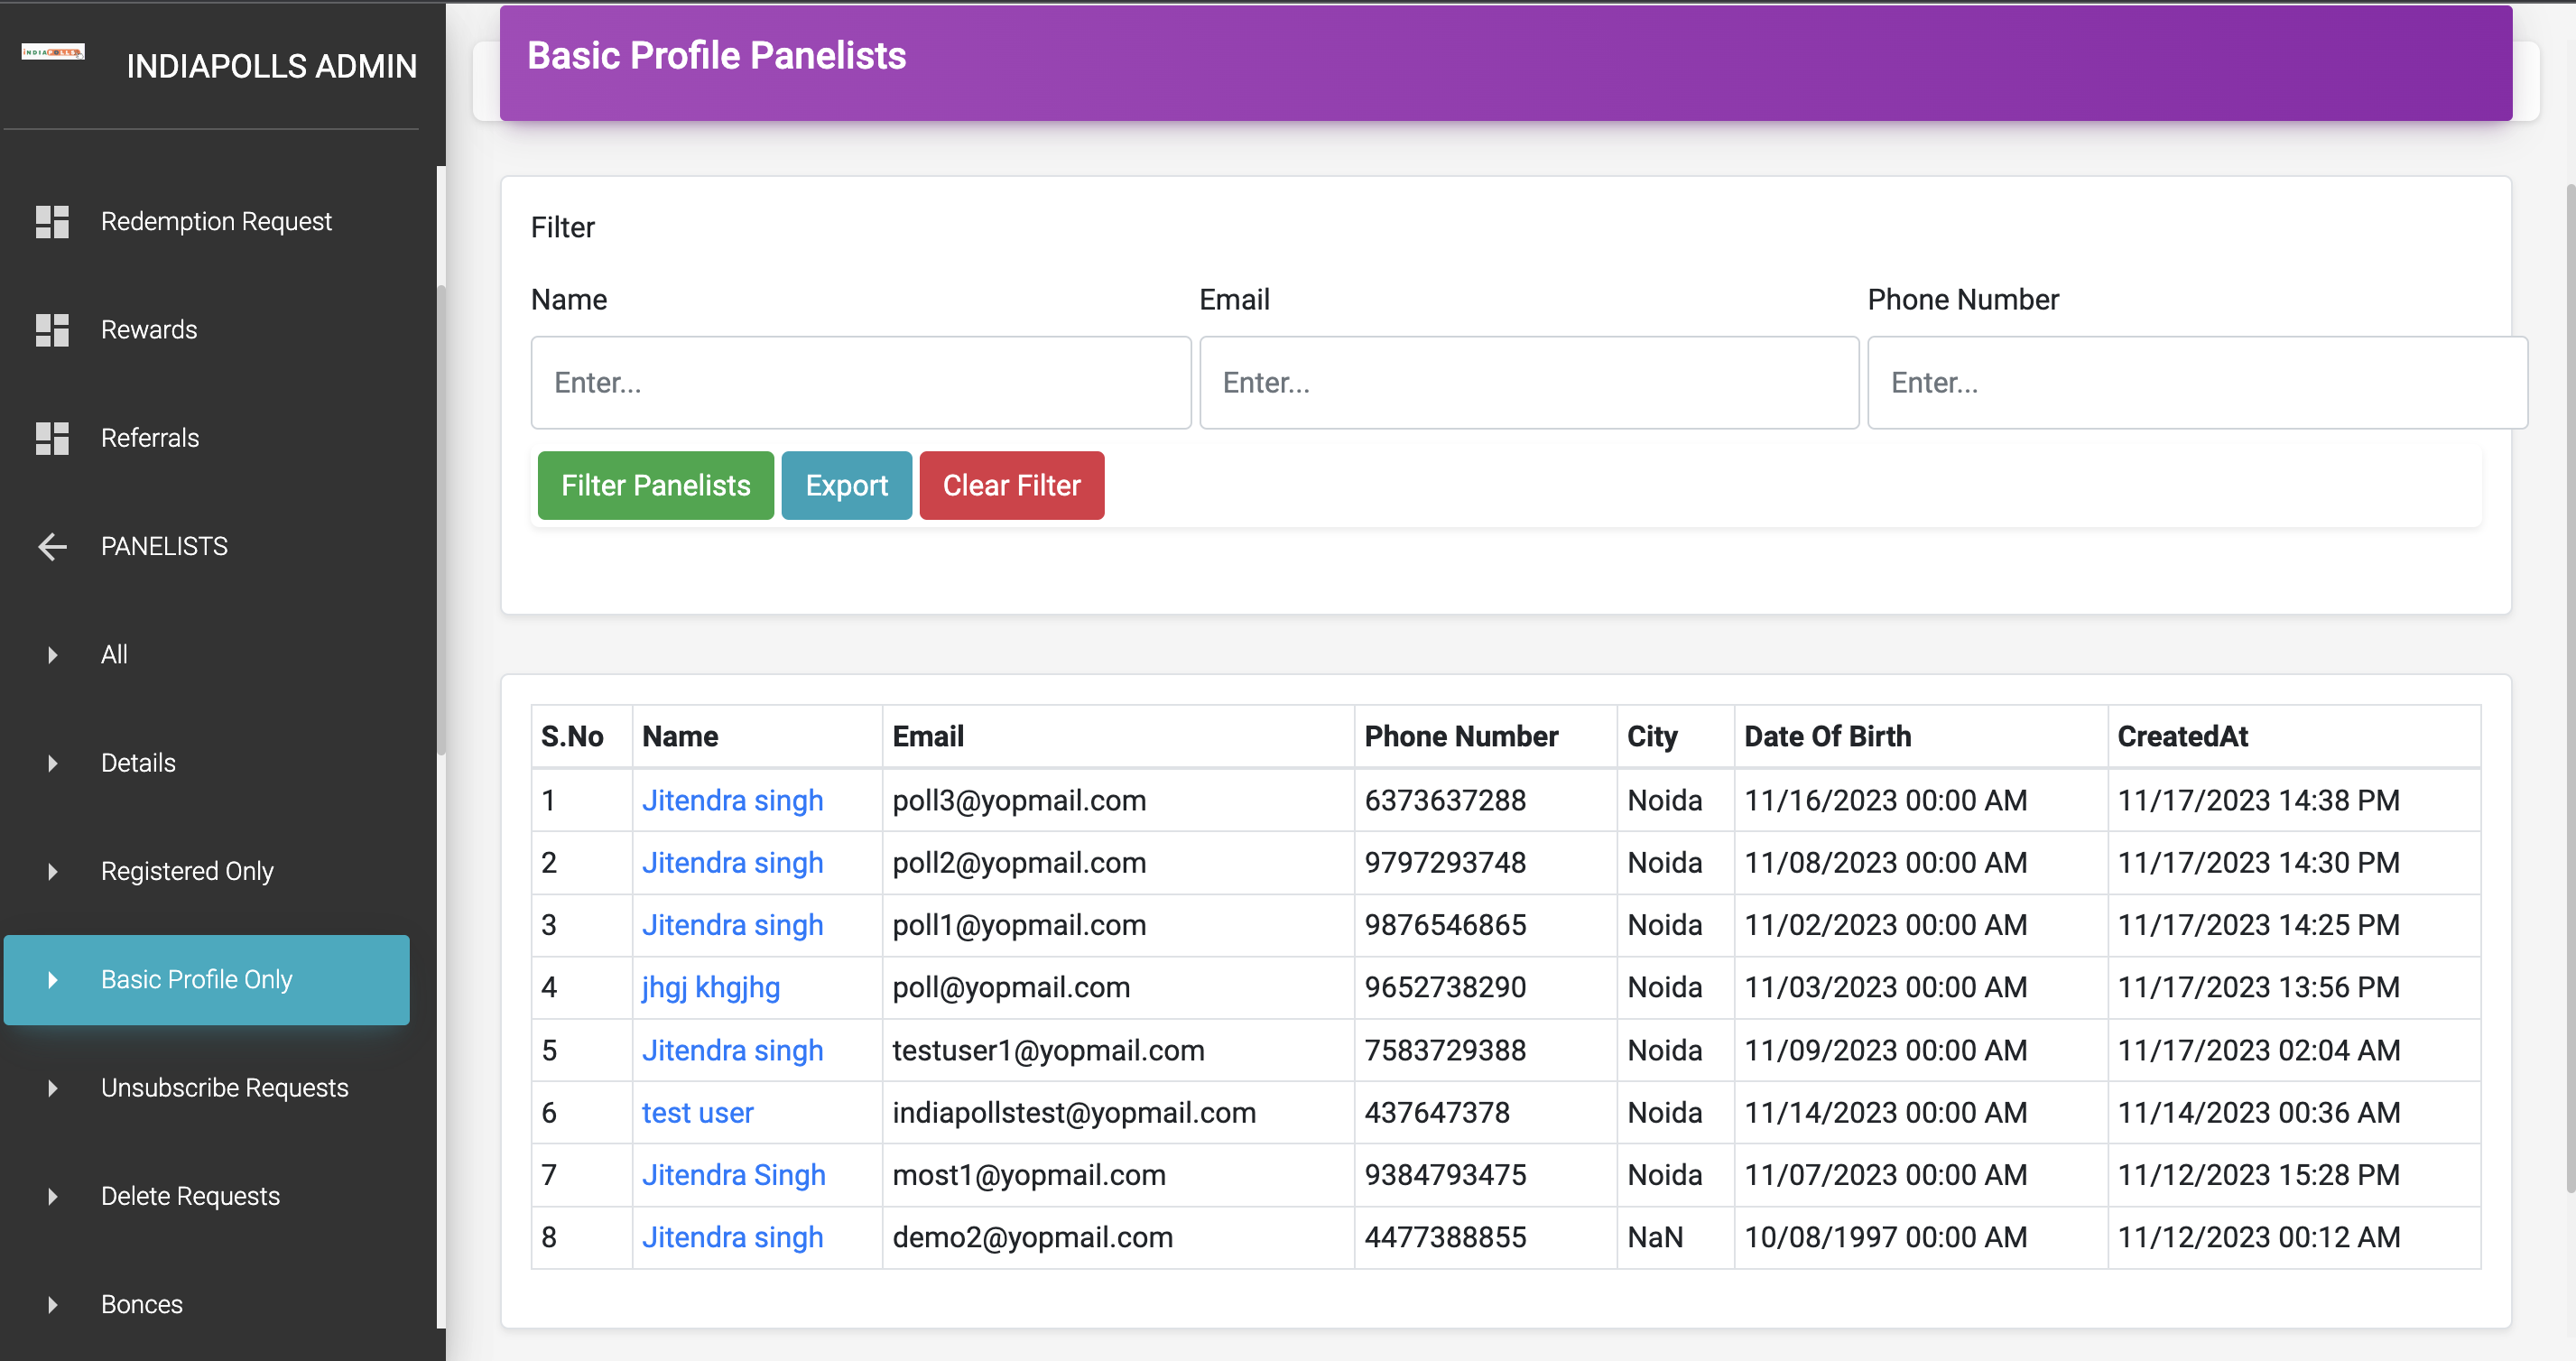 INDIAPOLLS
INDIAPOLLS ADMIN
Redemption Request
Rewards
Referrals
PANELISTS
All
Details
Registered Only
Basic Profile Only
Unsubscribe Requests
Delete Requests
Bonces
Basic Profile Panelists
Filter
Name Email Phone Number
Enter... Enter... Enter...
Filter Panelists Export Clear Filter
S.No Name Email Phone Number City Date Of Birth CreatedAt
1 Jitendra singh poll3@yopmail.com 6373637288 Noida 11/16/2023 00:00 AM 11/17/2023 14:38 PM
2 Jitendra singh poll2@yopmail.com 9797293748 Noida 11/08/2023 00:00 AM 11/17/2023 14:30 PM
3 Jitendra singh poll1@yopmail.com 9876546865 Noida 11/02/2023 00:00 AM 11/17/2023 14:25 PM
4 jhgj khgjhg poll@yopmail.com 9652738290 Noida 11/03/2023 00:00 AM 11/17/2023 13:56 PM
5 Jitendra singh testuser1@yopmail.com 7583729388 Noida 11/09/2023 00:00 AM 11/17/2023 02:04 AM
6 test user indiapollstest@yopmail.com 437647378 Noida 11/14/2023 00:00 AM 11/14/2023 00:36 AM
7 Jitendra Singh most1@yopmail.com 9384793475 Noida 11/07/2023 00:00 AM 11/12/2023 15:28 PM
8 Jitendra singh demo2@yopmail.com 4477388855 NaN 10/08/1997 00:00 AM 11/12/2023 00:12 AM